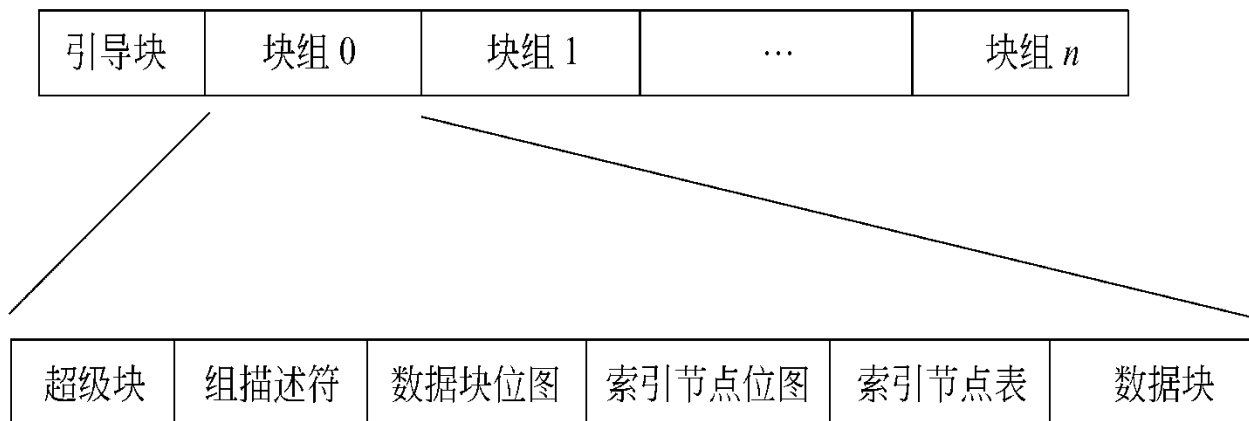 引导块 块组 0 块组 1 … 块组 n
超级块 组描述符 数据块位图 索引节点位图 索引节点表 数据块